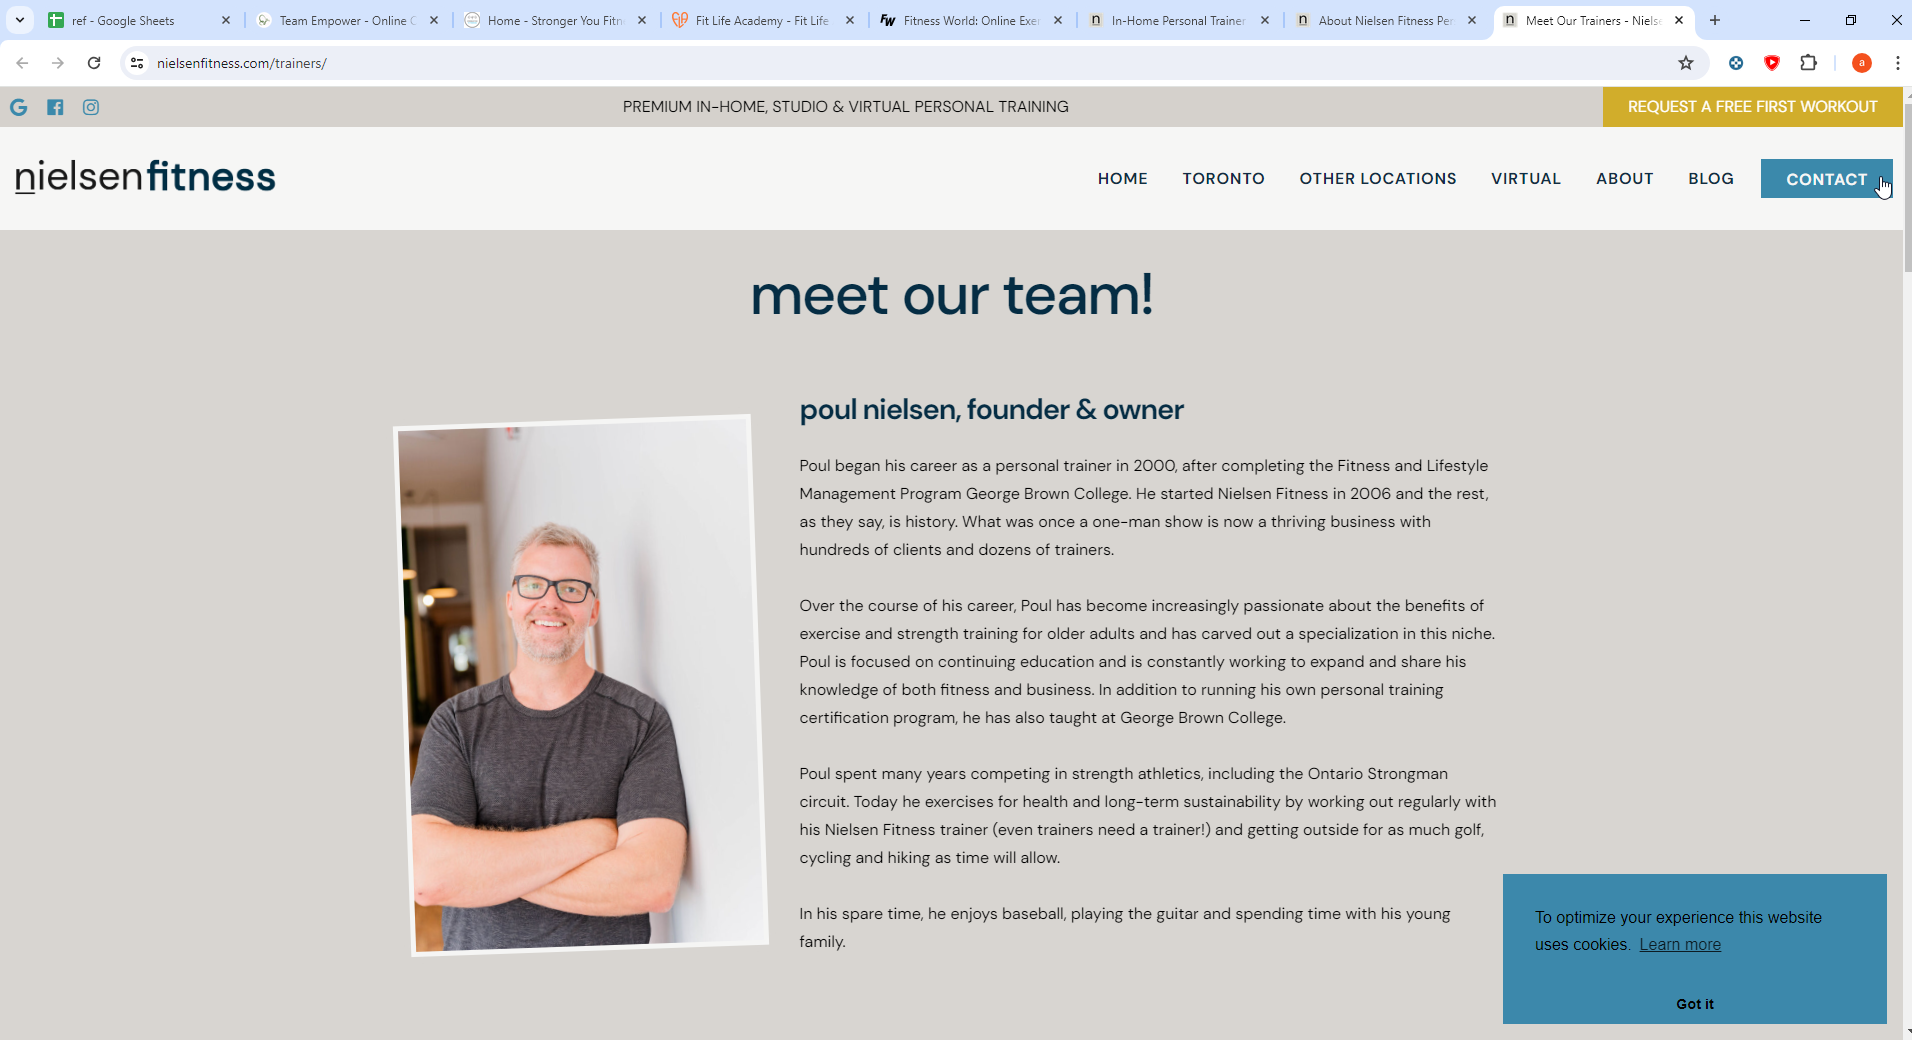 ref - Google Sheets
Team Empower - Online C
Home - Stronger You Fitn
Fit Life Academy - Fit Life
FW Fitness World: Online Exer
n In-Home Personal Trainer
n About Nielsen Fitness Per
n Meet Our Trainers - Nielse
nielsenfitness.com/trainers/
a
PREMIUM IN-HOME, STUDIO & VIRTUAL PERSONAL TRAINING
REQUEST A FREE FIRST WORKOUT
nielsenfitness
HOME
TORONTO
OTHER LOCATIONS
VIRTUAL
ABOUT
BLOG
CONTACT
meet our team!
poul nielsen, founder & owner
Poul began his career as a personal trainer in 2000, after completing the Fitness and Lifestyle
Management Program George Brown College. He started Nielsen Fitness in 2006 and the rest,
as they say, is history. What was once a one-man show is now a thriving business with
hundreds of clients and dozens of trainers.
Over the course of his career, Poul has become increasingly passionate about the benefits of
exercise and strength training for older adults and has carved out a specialization in this niche.
Poul is focused on continuing education and is constantly working to expand and share his
knowledge of both fitness and business. In addition to running his own personal training
certification program, he has also taught at George Brown College.
Poul spent many years competing in strength athletics, including the Ontario Strongman
circuit. Today he exercises for health and long-term sustainability by working out regularly with
his Nielsen Fitness trainer (even trainers need a trainer!) and getting outside for as much golf,
cycling and hiking as time will allow.
In his spare time, he enjoys baseball, playing the guitar and spending time with his young
family.
To optimize your experience this website
uses cookies. Learn more
Got it